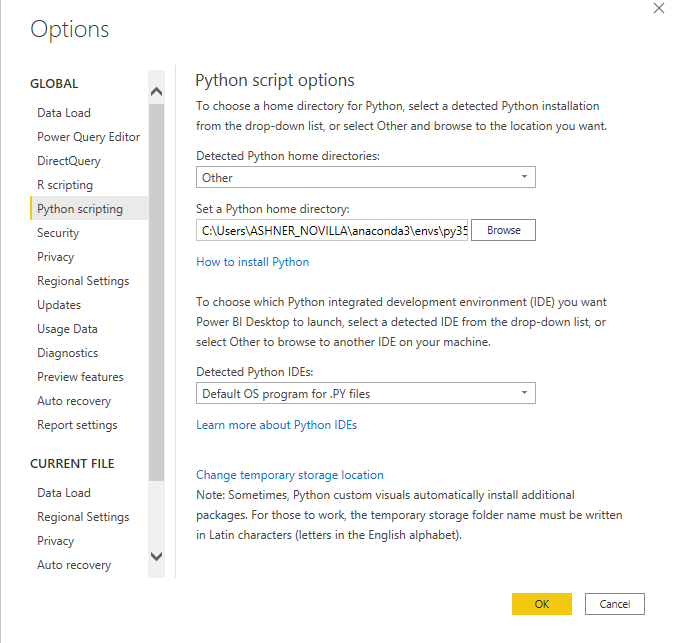 Options
GLOBAL
Data Load
Power Query Editor
DirectQuery
R scripting
Python scripting
Security
Privacy
Regional Settings
Updates
Usage Data
Diagnostics
Preview features
Auto recovery
Report settings
CURRENT FILE
Data Load
Regional Settings
Privacy
Auto recovery
Python script options
To choose a home directory for Python, select a detected Python installation
from the drop-down list, or select Other and browse to the location you want.
Detected Python home directories:
Other
Set a Python home directory:
C:\Users\ASHNER_NOVILLA\anaconda3\envs\py35
Browse
How to install Python
To choose which Python integrated development environment (IDE) you want
Power BI Desktop to launch, select a detected IDE from the drop-down list, or
select Other to browse to another IDE on your machine.
Detected Python IDEs:
Default OS program for .PY files
Learn more about Python IDEs
Change temporary storage location
Note: Sometimes, Python custom visuals automatically install additional
packages. For those to work, the temporary storage folder name must be written
in Latin characters (letters in the English alphabet).
OK
Cancel